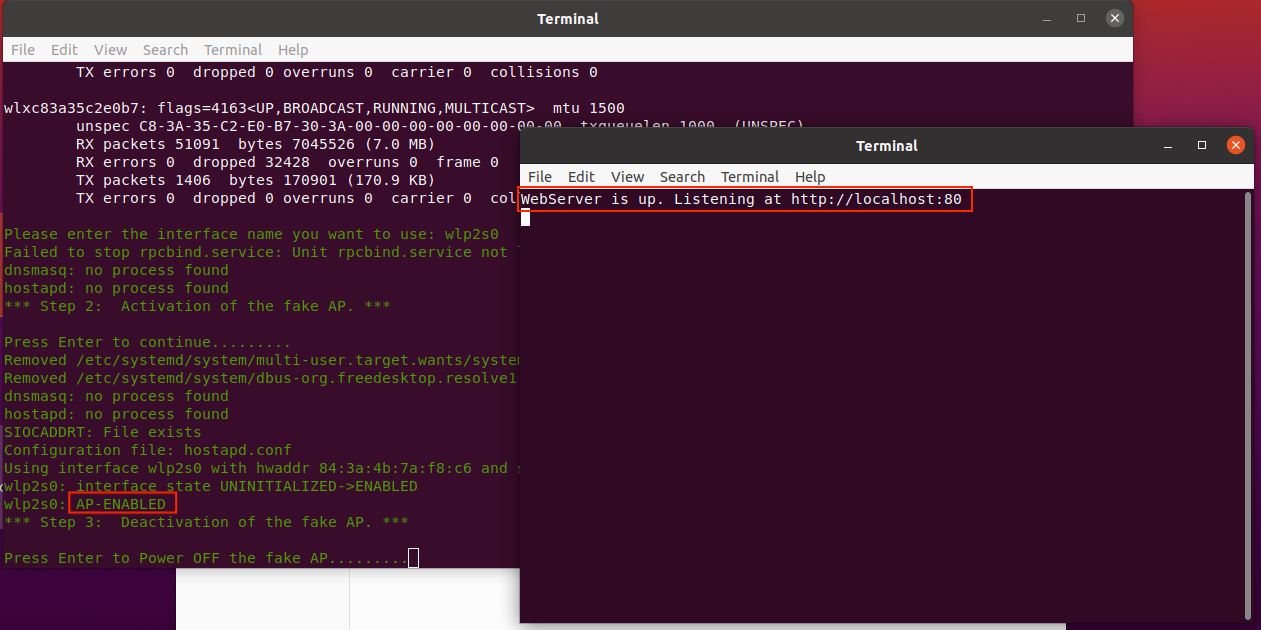 Terminal
File Edit View Search Terminal Help
TX errors 0  dropped 0 overruns 0  carrier 0  collisions 0
wlxc83a35c2e0b7: flags=4163<UP,BROADCAST,RUNNING,MULTICAST>  mtu 1500
unspec C8-3A-35-C2-E0-B7-30-3A-00-00-00-00-00-00-00-00  txqueuelen 1000  (UNSPEC)
RX packets 51091  bytes 7045526 (7.0 MB)
RX errors 0  dropped 32428  overruns 0  frame 0
TX packets 1406  bytes 170901 (170.9 KB)
TX errors 0  dropped 0 overruns 0  carrier 0  col
Please enter the interface name you want to use: wlp2s0
Failed to stop rpcbind.service: Unit rpcbind.service not
dnsmasq: no process found
hostapd: no process found
*** Step 2:  Activation of the fake AP. ***
Press Enter to continue.........
Removed /etc/systemd/system/multi-user.target.wants/system
Removed /etc/systemd/system/dbus-org.freedesktop.resolve1
dnsmasq: no process found
hostapd: no process found
SIOCADDRT: File exists
Configuration file: hostapd.conf
Using interface wlp2s0 with hwaddr 84:3a:4b:7a:f8:c6 and
wlp2s0: interface state UNINITIALIZED->ENABLED
wlp2s0: AP-ENABLED
*** Step 3:  Deactivation of the fake AP. ***
Press Enter to Power OFF the fake AP.........
Terminal
File Edit View Search Terminal Help
WebServer is up. Listening at http://localhost:80